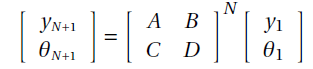 [ y_{N+1} ; θ_{N+1} ] = [ A B ; C D ]^N [ y_1 ; θ_1 ]